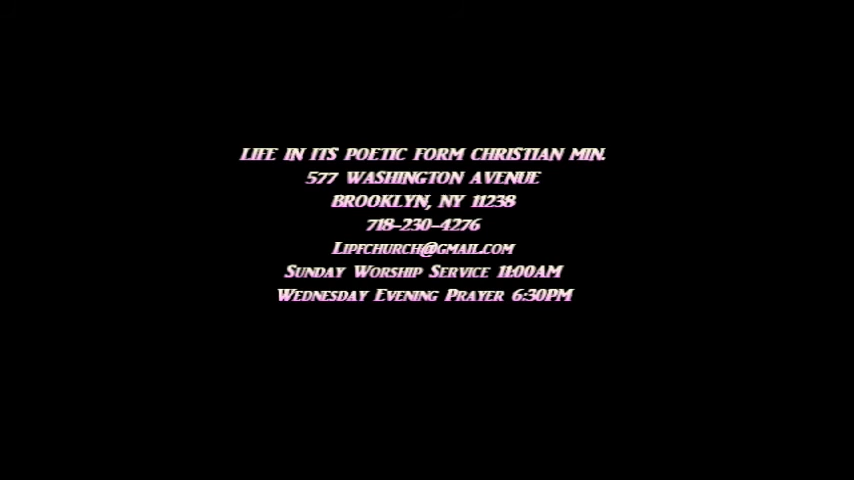 LIFE IN ITS POETIC FORM CHRISTIAN MIN.
577 WASHINGTON AVENUE
BROOKLYN, NY 11238
718-230-4276
LIPFCHURCH@GMAIL.COM
SUNDAY WORSHIP SERVICE 11:00AM
WEDNESDAY EVENING PRAYER 6:30PM